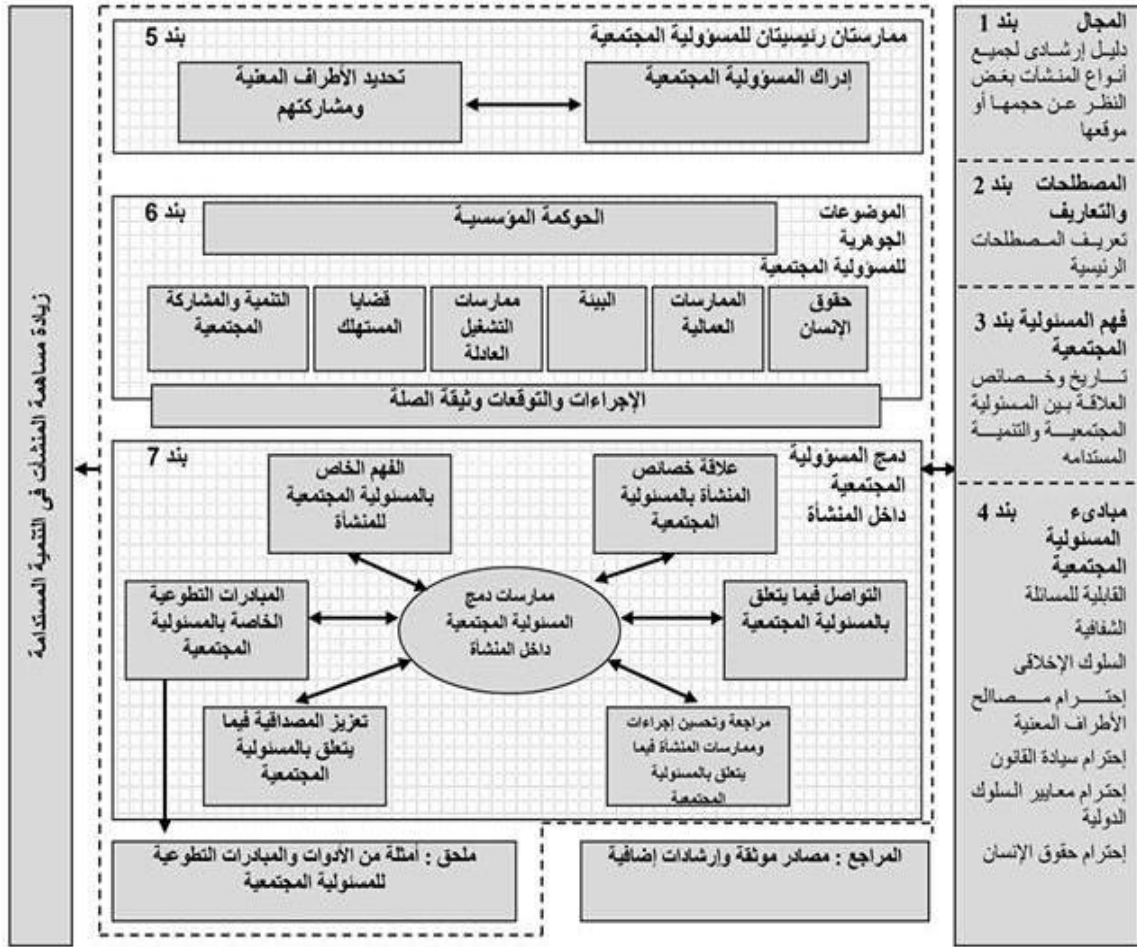 المجال بند 1
دليل إرشادى لجميع
أنواع المنشآت بغض
النظر عن حجمها أو
موقعها
المصطلحات بند 2
والتعاريف
تعريف المصطلحات
الرئيسية
فهم المسئولية بند 3
المجتمعية
تاريخ وخصائص
العلاقة بين المسئولية
المجتمعية والتنمية
المستدامه
مبادىء بند 4
المسئولية
المجتمعية
القابلية للمسائلة
الشفافية
السلوك الإخلاقى
إحترام مصالح
الأطراف المعنية
إحترام سيادة القانون
إحترام معايير السلوك
الدولية
إحترام حقوق الإنسان
ممارستان رئيسيتان للمسؤولية المجتمعية بند 5
إدراك المسؤولية المجتمعية
تحديد الأطراف المعنية
ومشاركتهم
الموضوعات
الجوهرية
للمسؤولية المجتمعية
بند 6
الحوكمة المؤسسية
حقوق
الإنسان
الممارسات
العمالية
البيئة
ممارسات
التشغيل
العادلة
قضايا
المستهلك
التنمية والمشاركة
المجتمعية
الإجراءات والتوقعات وثيقة الصلة
دمج المسؤولية
المجتمعية
داخل المنشأة
بند 7
علاقة خصائص
المنشأة بالمسئولية
المجتمعية
الفهم الخاص
بالمسئولية المجتمعية
للمنشأة
التواصل فيما يتعلق
بالمسئولية المجتمعية
ممارسات دمج
المسئولية المجتمعية
داخل المنشأة
المبادرات التطوعية
الخاصة بالمسئولية
المجتمعية
مراجعة وتحسين إجراءات
وممارسات المنشأة فيما
يتعلق بالمسئولية
المجتمعية
تعزيز المصداقية فيما
يتعلق بالمسئولية
المجتمعية
المراجع : مصادر موثقة وإرشادات إضافية
ملحق : أمثلة من الأدوات والمبادرات التطوعية
للمسئولية المجتمعية
زيادة مساهمة المنشآت فى التنمية المستدامة